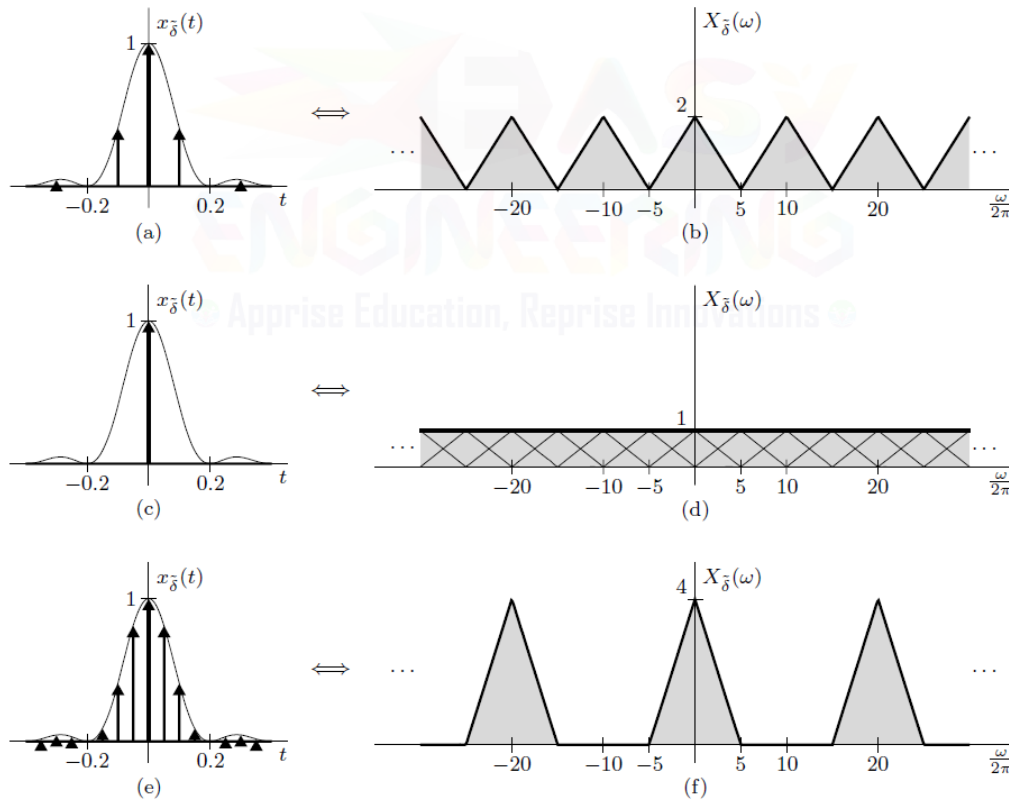 x_δ̃(t)
1
−0.2 0.2 t
(a)
⇔
X_δ̃(ω)
2
··· ···
−20 −10 −5 5 10 20 ω/2π
(b)
EASY
ENGINEERING
Apprise Education, Reprise Innovations
x_δ̃(t)
1
−0.2 0.2 t
(c)
⇔
X_δ̃(ω)
1
··· ···
−20 −10 −5 5 10 20 ω/2π
(d)
x_δ̃(t)
1
−0.2 0.2 t
(e)
⇔
X_δ̃(ω)
4
··· ···
−20 −10 −5 5 10 20 ω/2π
(f)